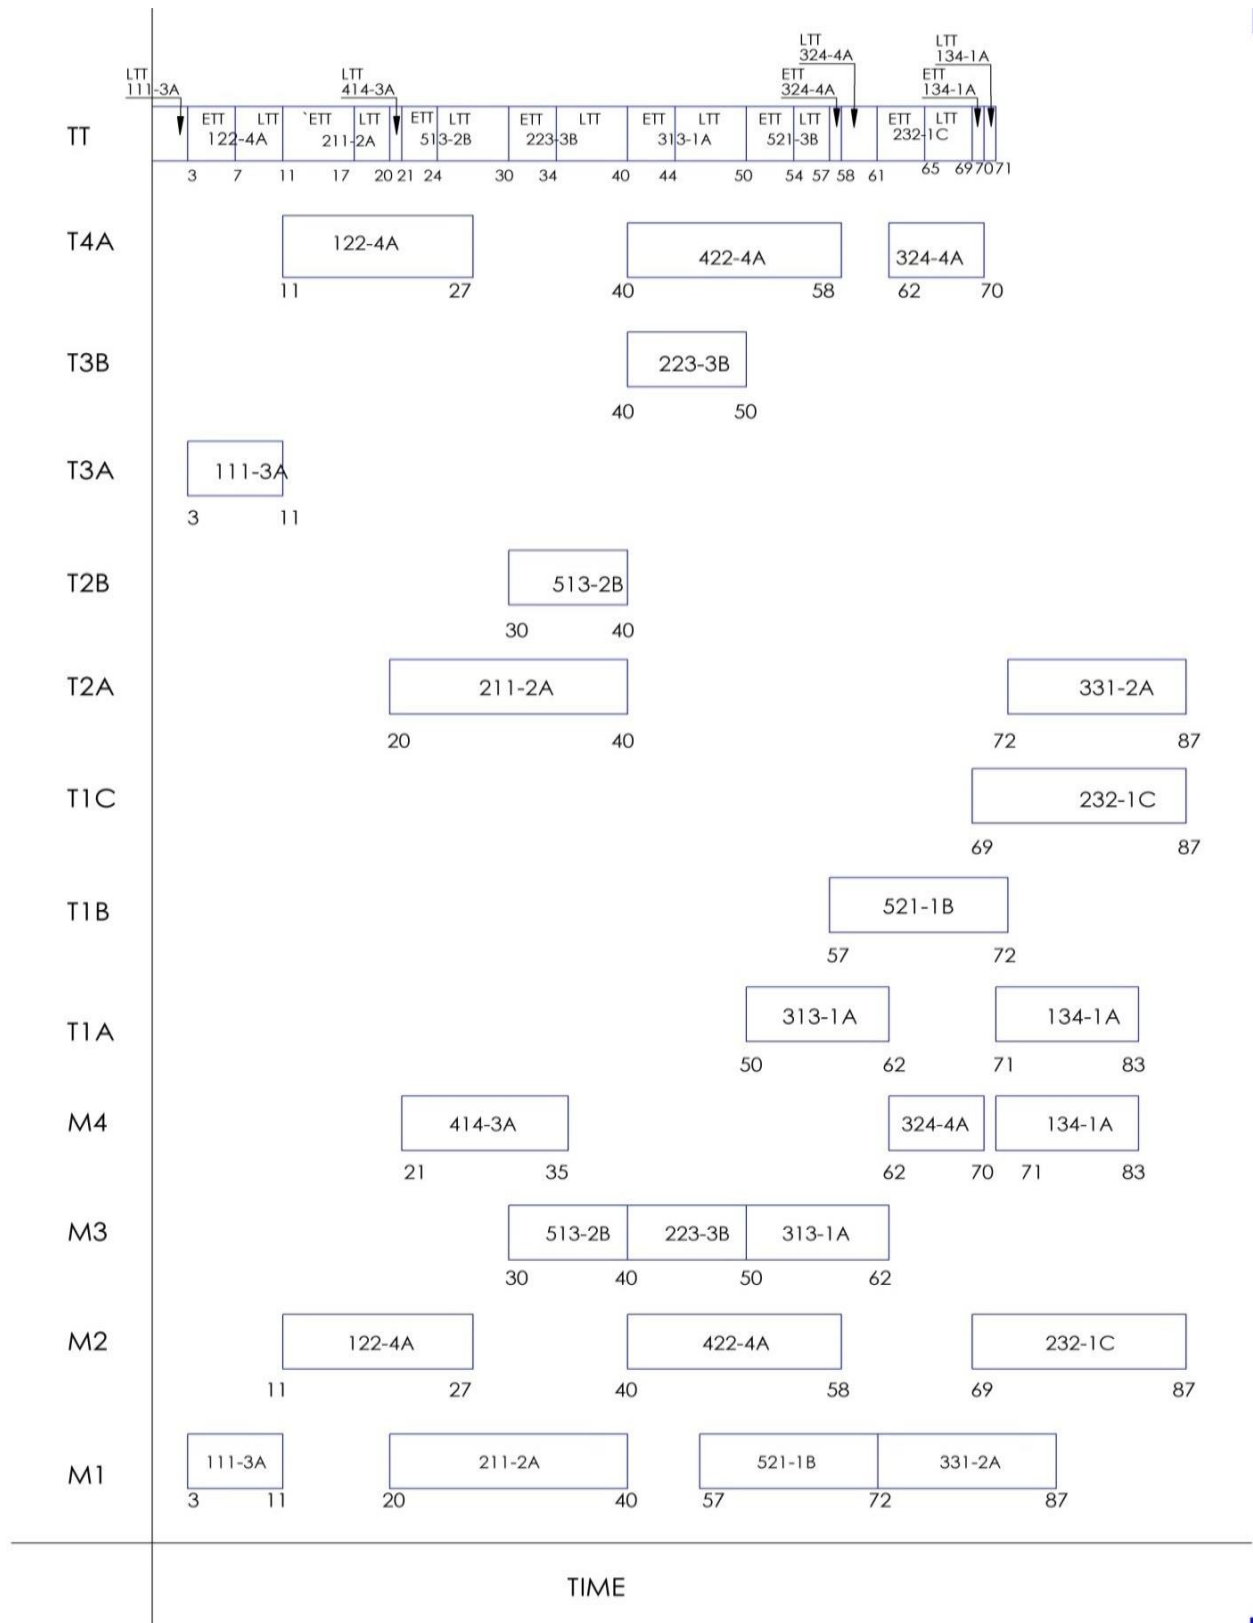 LTT
324-4A
LTT
134-1A
LTT
111-3A
LTT
414-3A
ETT
324-4A
ETT
134-1A
TT
ETT LTT `ETT LTT ETT LTT ETT LTT ETT LTT ETT LTT ETT LTT
122-4A 211-2A 513-2B 223-3B 313-1A 521-3B 232-1C
3 7 11 17 20 21 24 30 34 40 44 50 54 57 58 61 65 69 70 71
T4A 122-4A 422-4A 324-4A
11 27 40 58 62 70
T3B 223-3B
40 50
T3A 111-3A
3 11
T2B 513-2B
30 40
T2A 211-2A 331-2A
20 40 72 87
T1C 232-1C
69 87
T1B 521-1B
57 72
T1A 313-1A 134-1A
50 62 71 83
M4 414-3A 324-4A 134-1A
21 35 62 70 71 83
M3 513-2B 223-3B 313-1A
30 40 50 62
M2 122-4A 422-4A 232-1C
11 27 40 58 69 87
M1 111-3A 211-2A 521-1B 331-2A
3 11 20 40 57 72 87
TIME